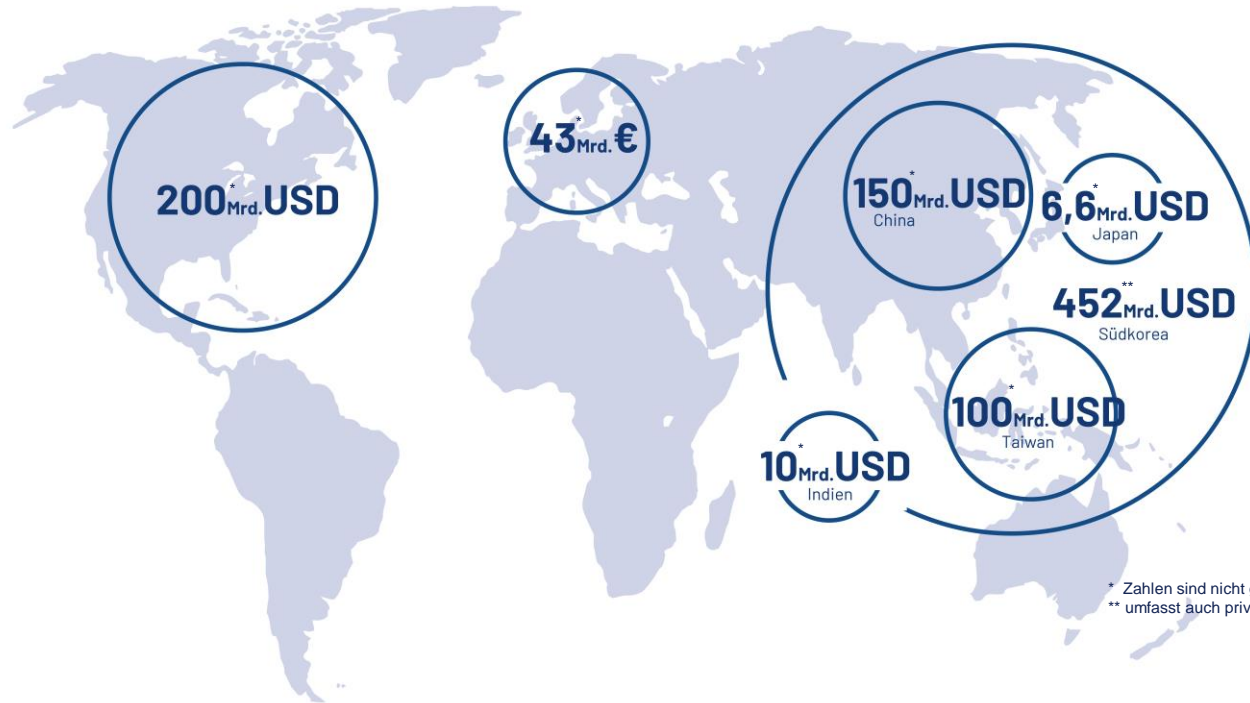 200*Mrd.USD
43*Mrd.€
150*Mrd.USD
China
6,6*Mrd.USD
Japan
452**Mrd.USD
Südkorea
100*Mrd.USD
Taiwan
10*Mrd.USD
Indien
* Zahlen sind nicht
** umfasst auch